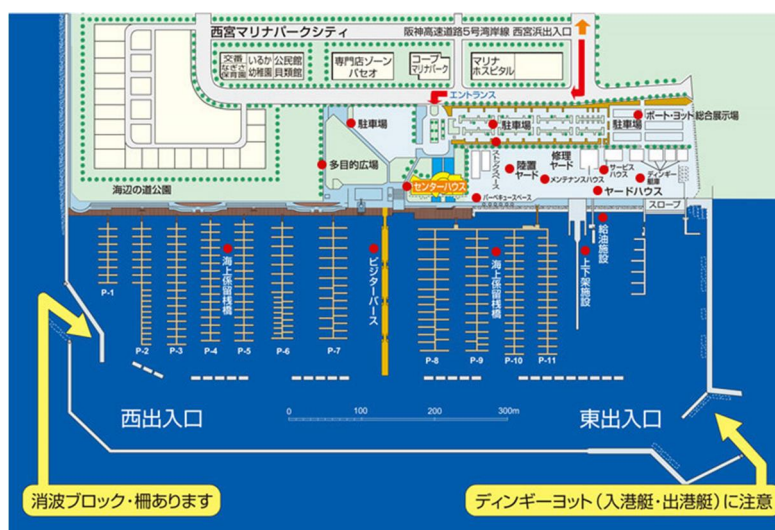 西宮マリナパークシティ
阪神高速道路5号湾岸線 西宮浜出入口
交番
なぎさ
保育園
いるか
幼稚園
公民館
貝類館
専門店ゾーン
パセオ
コープ
マリナパーク
マリナ
ホスピタル
エントランス
駐車場
駐車場
駐車場
ボート・ヨット総合展示場
多目的広場
ストックスペース
陸置
ヤード
修理
ヤード
サービス
ハウス
ディンギー
艇庫
メンテナンスハウス
センターハウス
ヤードハウス
海辺の道公園
バーベキュースペース
スロープ
給油施設
海上係留桟橋
ビジターバース
海上係留桟橋
上下架施設
P-1
P-2
P-3
P-4
P-5
P-6
P-7
P-8
P-9
P-10
P-11
西出入口
0 100 200 300m
東出入口
消波ブロック・柵あります
ディンギーヨット(入港艇・出港艇)に注意